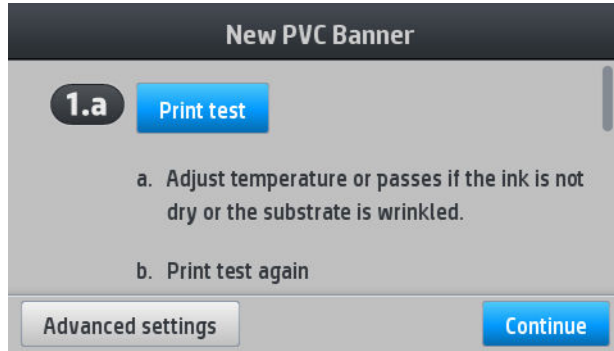 New PVC Banner
1.a Print test
a. Adjust temperature or passes if the ink is not
dry or the substrate is wrinkled.
b. Print test again
Advanced settings Continue